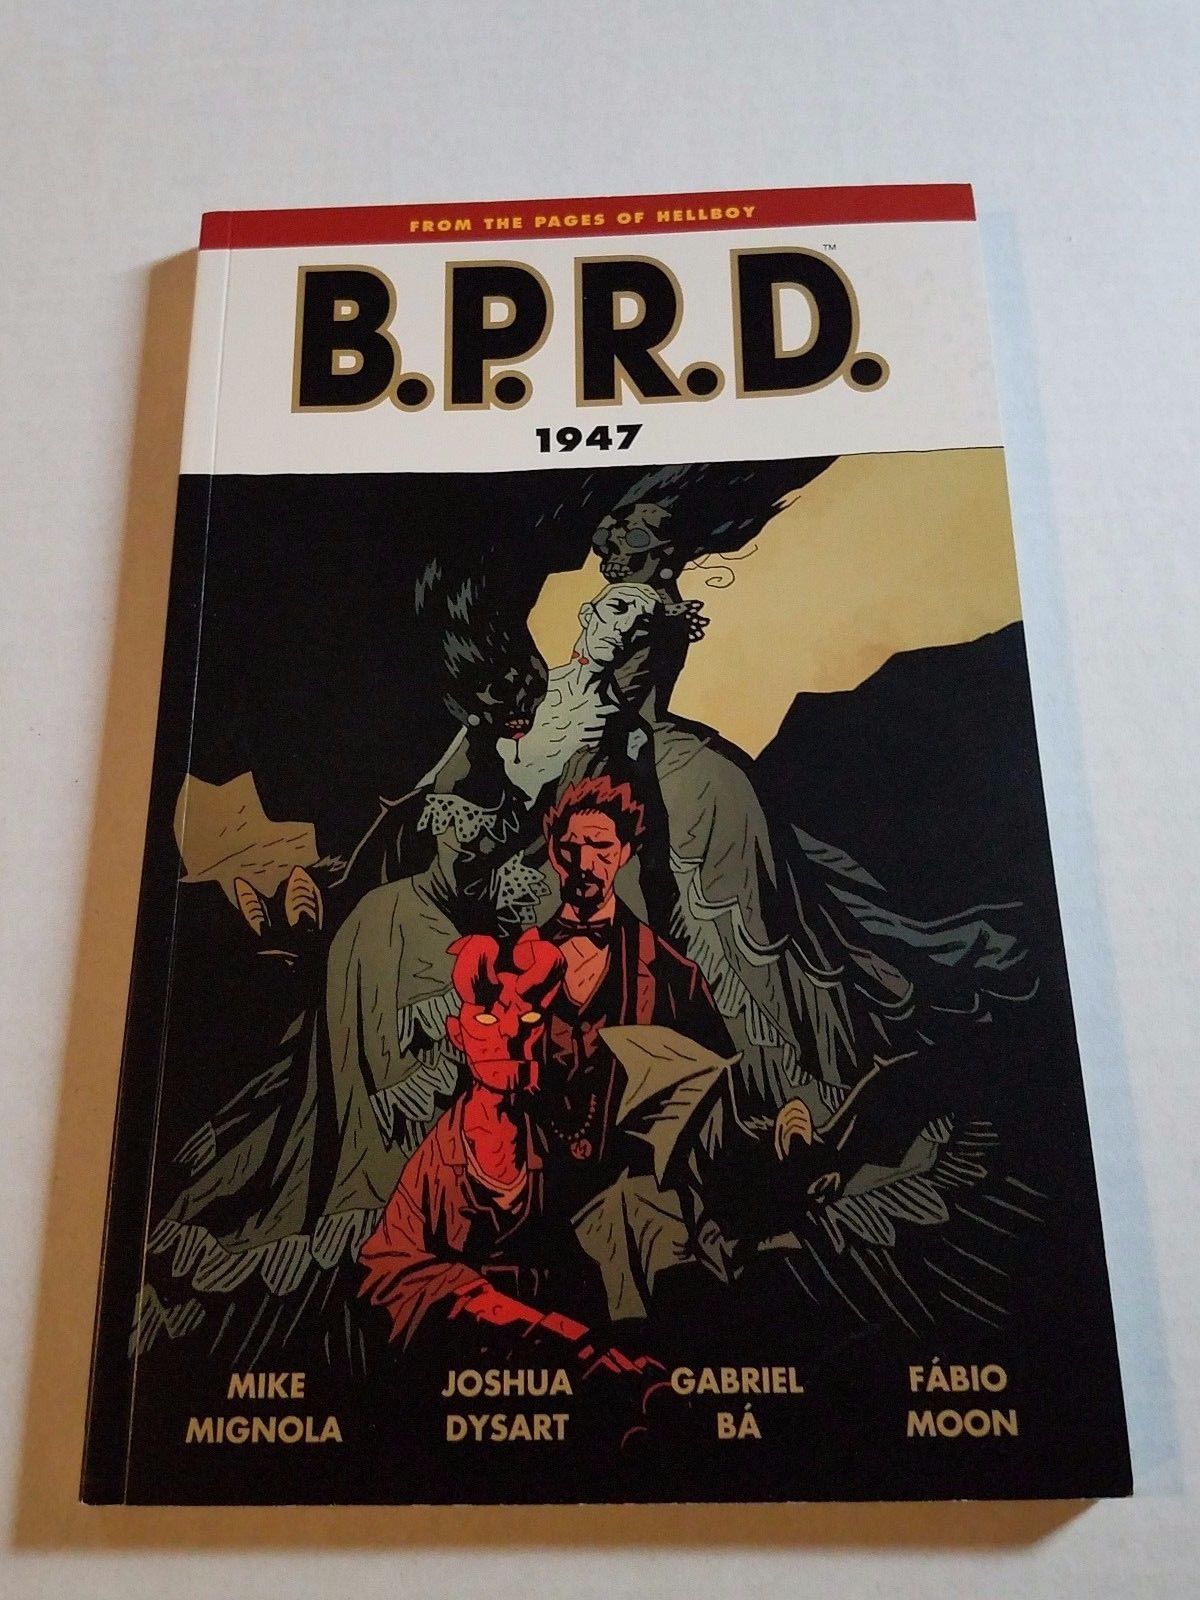 FROM THE PAGES OF HELLBOY
B.P.R.D.™
1947
MIKE
MIGNOLA
JOSHUA
DYSART
GABRIEL
BÁ
FÁBIO
MOON